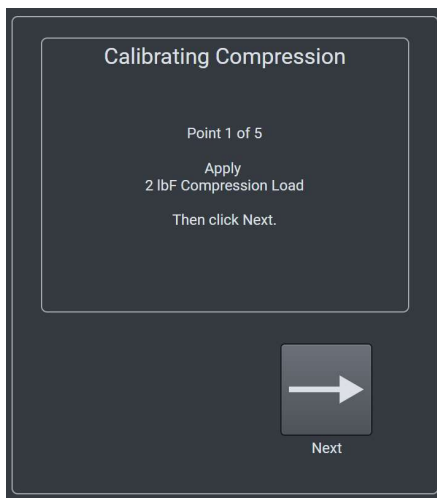 Calibrating Compression
Point 1 of 5
Apply
2 lbF Compression Load
Then click Next.
Next